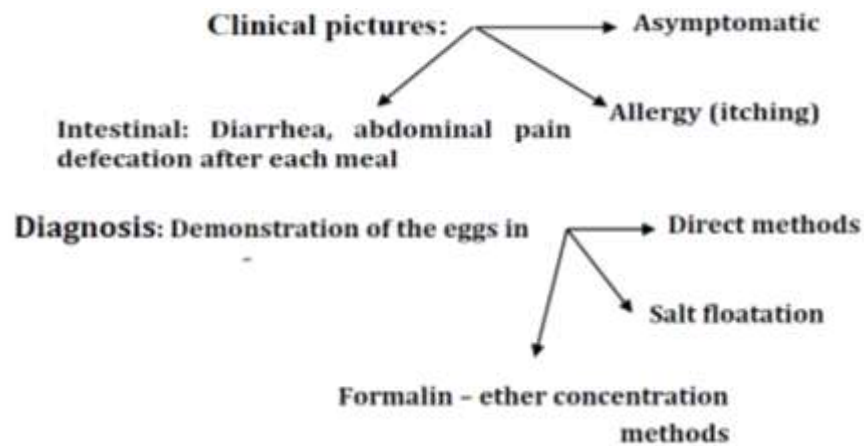 Clinical pictures:
Asymptomatic
Allergy (itching)
Intestinal: Diarrhea, abdominal pain
defecation after each meal
Diagnosis: Demonstration of the eggs in
Direct methods
Salt floatation
Formalin – ether concentration
methods